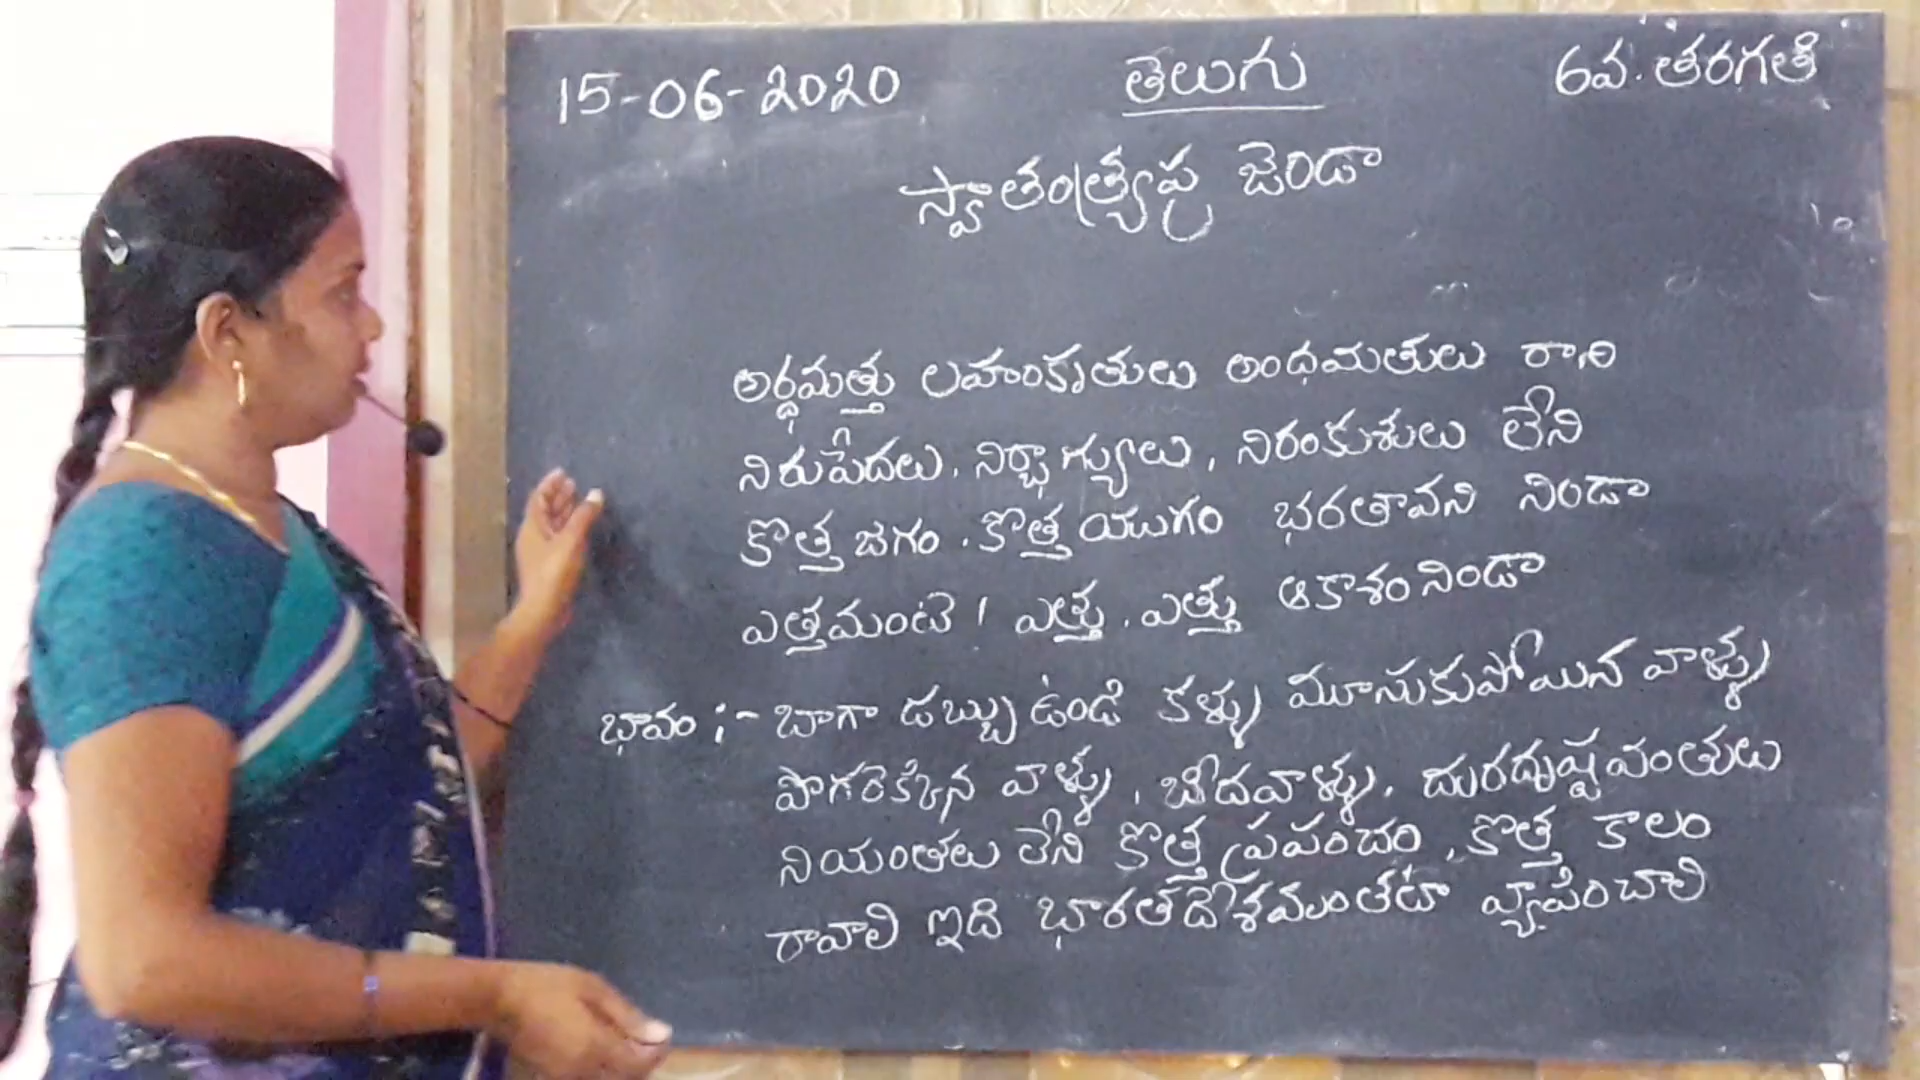 15-06-2020 తెలుగు 6వ. తరగతి
స్వాతంత్ర్యపు జెండా
అర్ధమత్తు లహంకృతులు అంధమతులు రాని
నిరుపేదలు, నిర్భాగ్యులు, నిరంకుశులు లేని
కొత్త జగం, కొత్త యుగం భరతావని నిండా
ఎత్తమంటె! ఎత్తు, ఎత్తు ఆకాశం నిండా
భావం :- బాగా డబ్బు ఉండి కళ్ళు మూసుకుపోయిన వాళ్ళు
పొగరెక్కిన వాళ్ళు, బీదవాళ్ళు, దురదృష్టవంతులు
నియంతలు లేని కొత్త ప్రపంచం, కొత్త కాలం
రావాలి ఇది భారతదేశమంతటా వ్యాపించాలి